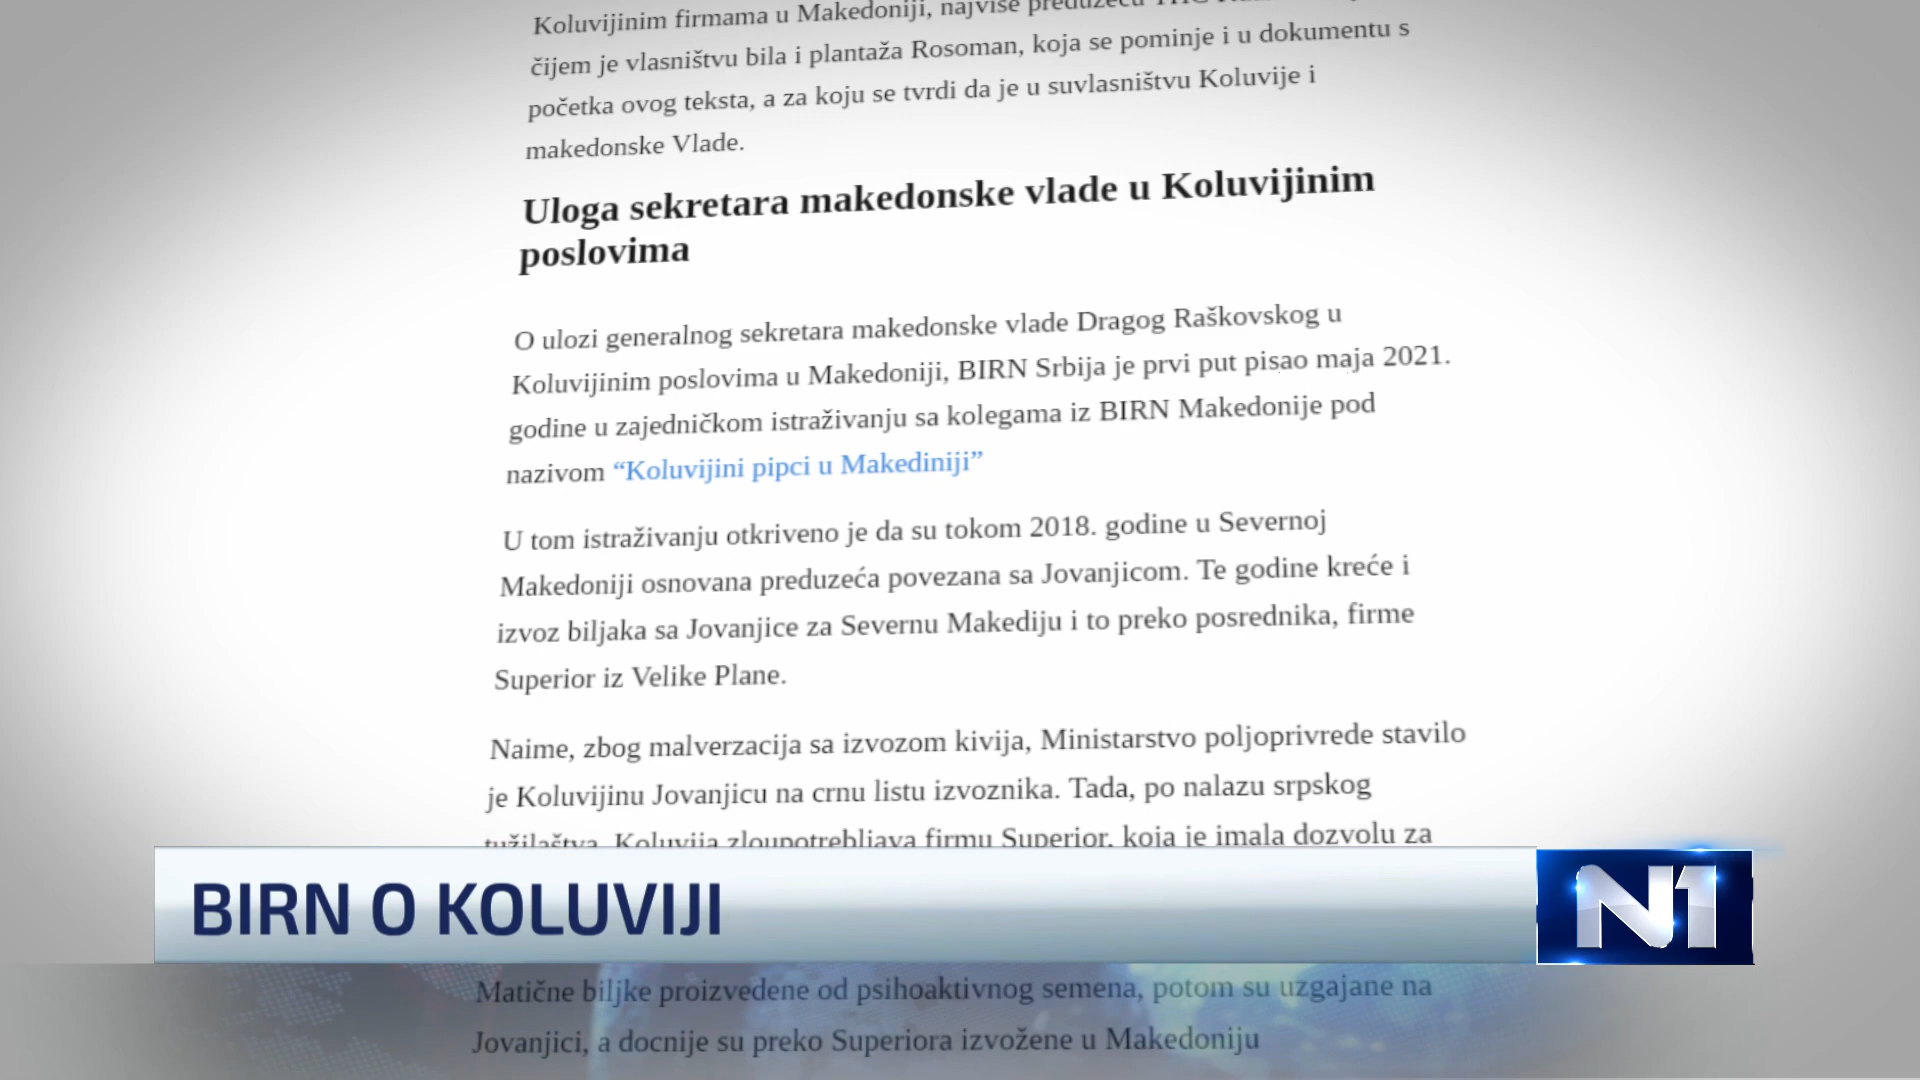 Koluvijinim firmama u Makedoniji, najviše preduzeću
čijem je vlasništvu bila i plantaža Rosoman, koja se pominje i u dokumentu s
početka ovog teksta, a za koju se tvrdi da je u suvlasništvu Koluvije i
makedonske Vlade.
Uloga sekretara makedonske vlade u Koluvijinim
poslovima
O ulozi generalnog sekretara makedonske vlade Dragog Raškovskog u
Koluvijinim poslovima u Makedoniji, BIRN Srbija je prvi put pisao maja 2021.
godine u zajedničkom istraživanju sa kolegama iz BIRN Makedonije pod
nazivom “Koluvijini pipci u Makediniji”
U tom istraživanju otkriveno je da su tokom 2018. godine u Severnoj
Makedoniji osnovana preduzeća povezana sa Jovanjicom. Te godine kreće i
izvoz biljaka sa Jovanjice za Severnu Makediju i to preko posrednika, firme
Superior iz Velike Plane.
Naime, zbog malverzacija sa izvozom kivija, Ministarstvo poljoprivrede stavilo
je Koluvijinu Jovanjicu na crnu listu izvoznika. Tada, po nalazu srpskog
tužilaštva, Koluvija zloupotrebljava firmu Superior, koja je imala dozvolu za
BIRN O KOLUVIJI
N1
Matične biljke proizvedene od psihoaktivnog semena, potom su uzgajane na
Jovanjici, a docnije su preko Superiora izvožene u Makedoniju